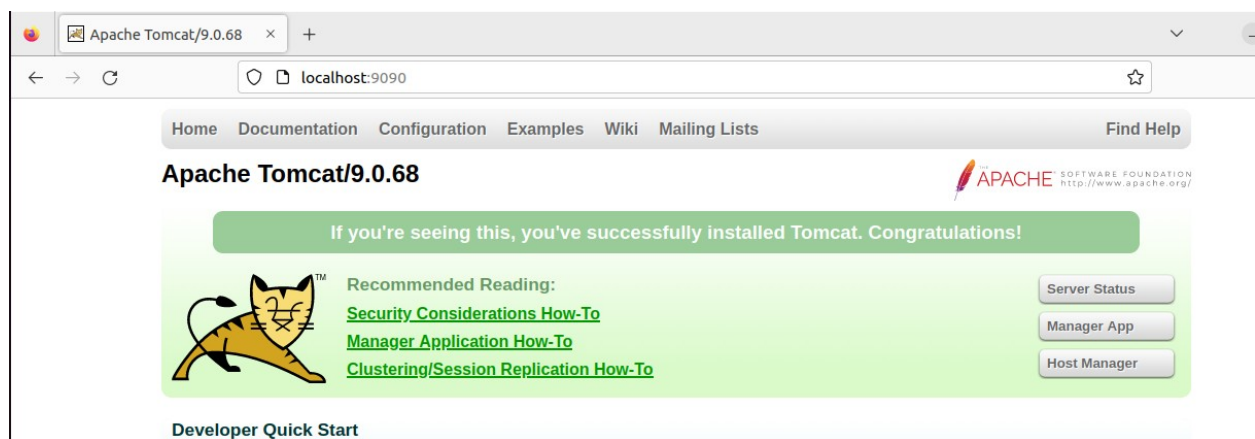 Apache Tomcat/9.0.68
localhost:9090
Home Documentation Configuration Examples Wiki Mailing Lists Find Help
Apache Tomcat/9.0.68
THE APACHE® SOFTWARE FOUNDATION
http://www.apache.org/
If you're seeing this, you've successfully installed Tomcat. Congratulations!
TM
Recommended Reading:
Security Considerations How-To
Manager Application How-To
Clustering/Session Replication How-To
Server Status
Manager App
Host Manager
Developer Quick Start